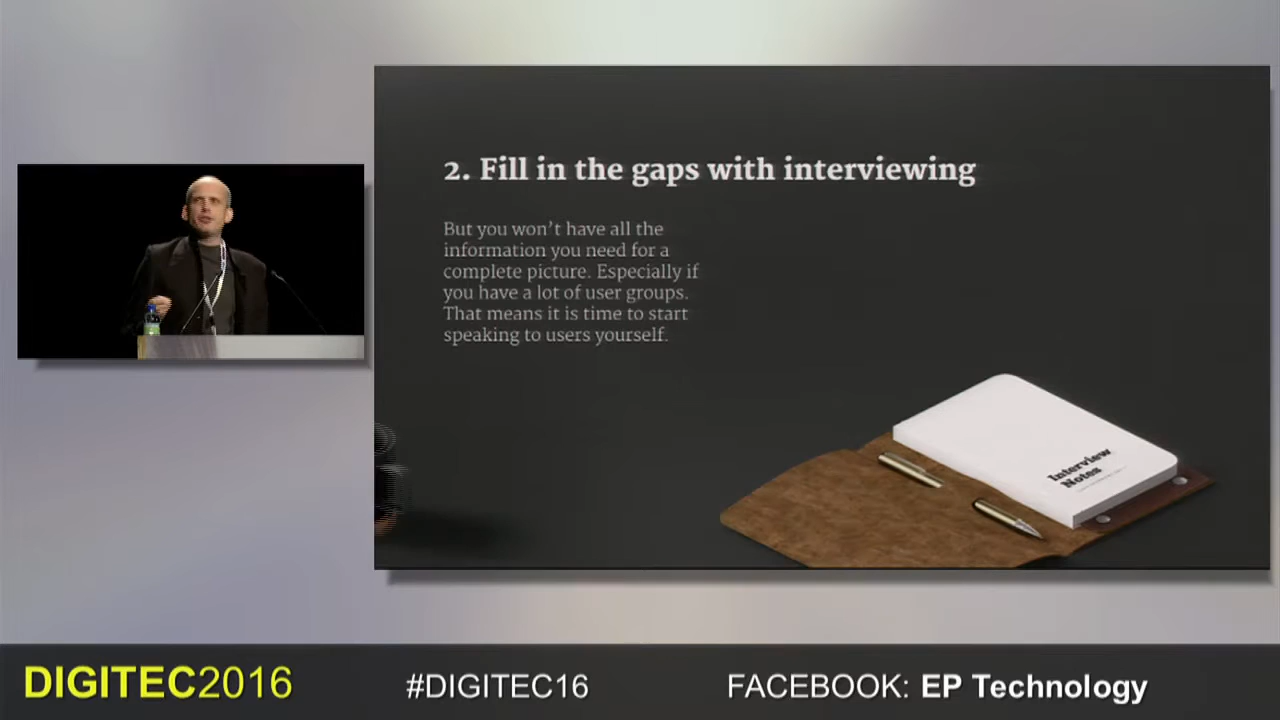 2. Fill in the gaps with interviewing
But you won't have all the
information you need for a
complete picture. Especially if
you have a lot of user groups.
That means it is time to start
speaking to users yourself.
Interview
Notes
DIGITEC2016
#DIGITEC16
FACEBOOK: EP Technology